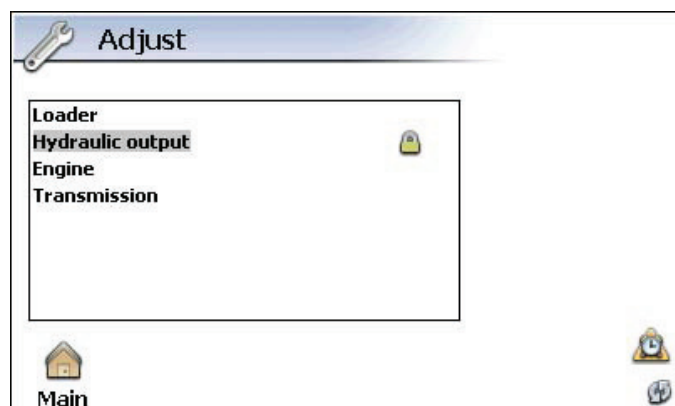 Adjust
Loader
Hydraulic output
Engine
Transmission
Main